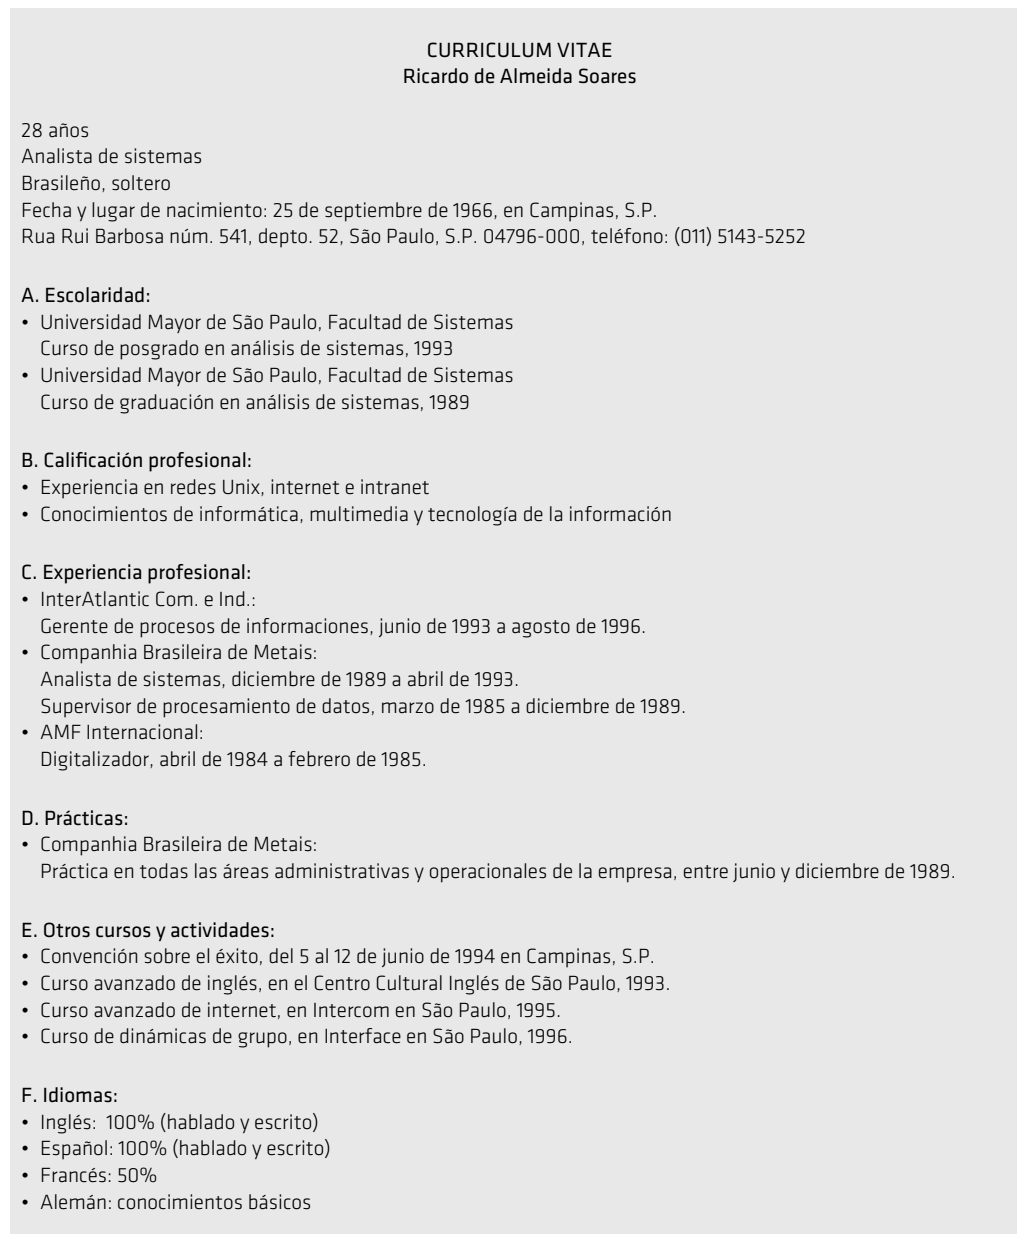 CURRICULUM VITAE
Ricardo de Almeida Soares
28 años
Analista de sistemas
Brasileño, soltero
Fecha y lugar de nacimiento: 25 de septiembre de 1966, en Campinas, S.P.
Rua Rui Barbosa núm. 541, depto. 52, São Paulo, S.P. 04796-000, teléfono: (011) 5143-5252
A. Escolaridad:
• Universidad Mayor de São Paulo, Facultad de Sistemas
Curso de posgrado en análisis de sistemas, 1993
• Universidad Mayor de São Paulo, Facultad de Sistemas
Curso de graduación en análisis de sistemas, 1989
B. Calificación profesional:
• Experiencia en redes Unix, internet e intranet
• Conocimientos de informática, multimedia y tecnología de la información
C. Experiencia profesional:
• InterAtlantic Com. e Ind.:
Gerente de procesos de informaciones, junio de 1993 a agosto de 1996.
• Companhia Brasileira de Metais:
Analista de sistemas, diciembre de 1989 a abril de 1993.
Supervisor de procesamiento de datos, marzo de 1985 a diciembre de 1989.
• AMF Internacional:
Digitalizador, abril de 1984 a febrero de 1985.
D. Prácticas:
• Companhia Brasileira de Metais:
Práctica en todas las áreas administrativas y operacionales de la empresa, entre junio y diciembre de 1989.
E. Otros cursos y actividades:
• Convención sobre el éxito, del 5 al 12 de junio de 1994 en Campinas, S.P.
• Curso avanzado de inglés, en el Centro Cultural Inglés de São Paulo, 1993.
• Curso avanzado de internet, en Intercom en São Paulo, 1995.
• Curso de dinámicas de grupo, en Interface en São Paulo, 1996.
F. Idiomas:
• Inglés: 100% (hablado y escrito)
• Español: 100% (hablado y escrito)
• Francés: 50%
• Alemán: conocimientos básicos